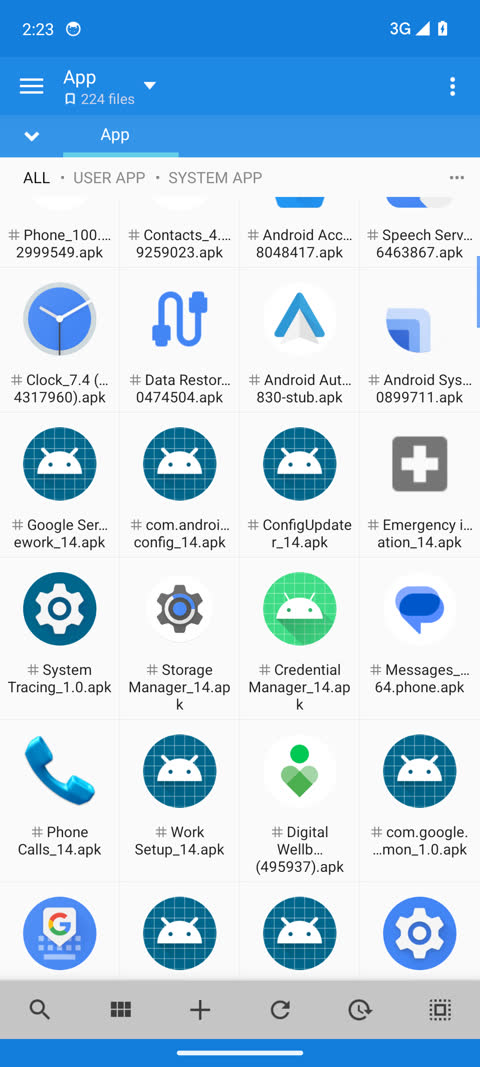 2:23
3G
App
224 files
App
ALL • USER APP • SYSTEM APP
# Phone_100.…
2999549.apk
# Contacts_4.…
9259023.apk
# Android Acc…
8048417.apk
# Speech Serv…
6463867.apk
# Clock_7.4 (…
4317960).apk
# Data Restor…
0474504.apk
# Android Aut…
830-stub.apk
# Android Sys…
0899711.apk
# Google Ser…
ework_14.apk
# com.androi…
config_14.apk
# ConfigUpdate
r_14.apk
# Emergency i…
ation_14.apk
# System
Tracing_1.0.apk
# Storage
Manager_14.ap
k
# Credential
Manager_14.ap
k
# Messages_…
64.phone.apk
# Phone
Calls_14.apk
# Work
Setup_14.apk
# Digital
Wellb…
(495937).apk
# com.google.
…mon_1.0.apk
G